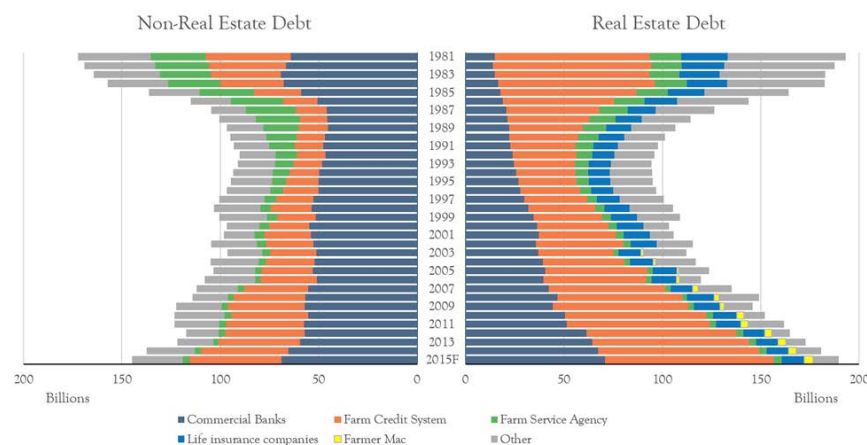 Non-Real Estate Debt
Real Estate Debt
1981
1983
1985
1987
1989
1991
1993
1995
1997
1999
2001
2003
2005
2007
2009
2011
2013
2015F
200 150 100 50 0
0 50 100 150 200
Billions
Billions
Commercial Banks Farm Credit System Farm Service Agency
Life insurance companies Farmer Mac Other